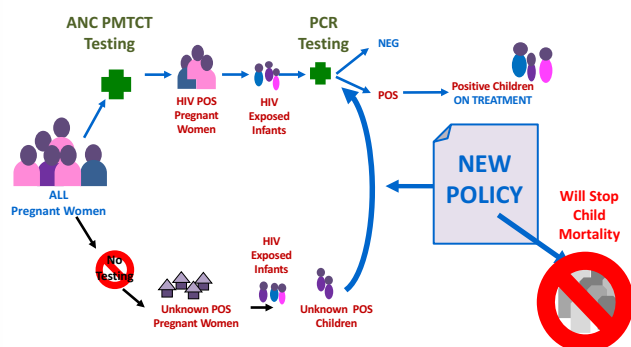 ANC PMTCT
Testing
PCR
Testing
NEG
POS
HIV POS
Pregnant
Women
HIV
Exposed
Infants
Positive Children
ON TREATMENT
ALL
Pregnant Women
NEW
POLICY
Will Stop
Child
Mortality
No
Testing
HIV
Exposed
Infants
Unknown POS
Pregnant Women
Unknown POS
Children